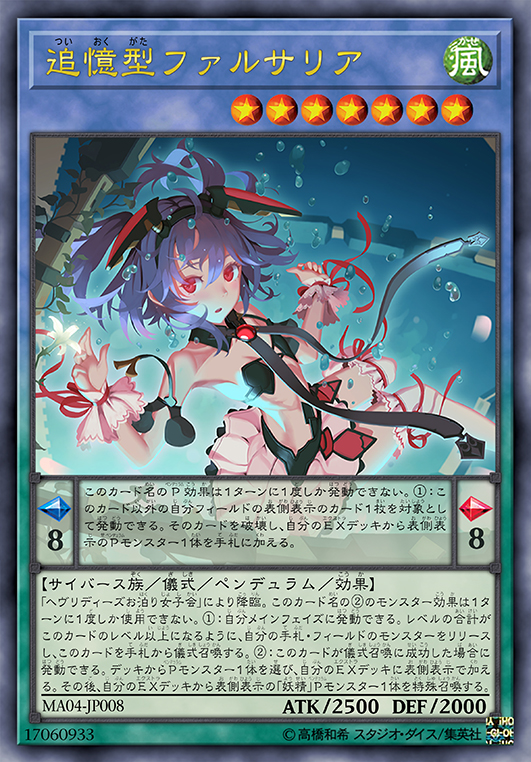 追憶型ファルサリア
風
このカード名のP効果は1ターンに1度しか発動できない。①:こ
のカード以外の自分フィールドの表側表示のカード1枚を対象とし
て発動できる。そのカードを破壊し、自分のEXデッキから表側表
示のPモンスター1体を手札に加える。
8
8
【サイバース族/儀式/ペンデュラム/効果】
「ヘヴリディーズお泊り女子会」により降臨。このカード名の②のモンスター効果は1ター
ンに1度しか使用できない。①:自分メインフェイズに発動できる。レベルの合計が
このカードのレベル以上になるように、自分の手札・フィールドのモンスターをリリース
し、このカードを手札から儀式召喚する。②:このカードが儀式召喚に成功した場合に
発動できる。デッキからPモンスター1体を選び、自分のEXデッキに表側表示で加え
る。その後、自分のEXデッキから表側表示の「妖精」Pモンスター1体を特殊召喚する。
MA04-JP008
ATK/2500 DEF/2000
17060933
©高橋和希 スタジオ・ダイス/集英社